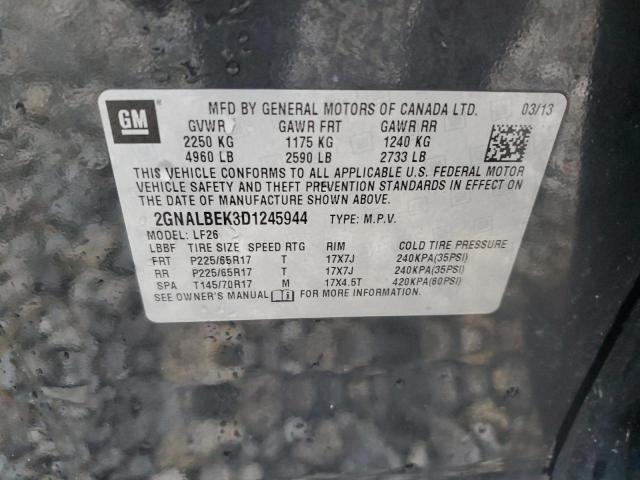 GM
MFD BY GENERAL MOTORS OF CANADA LTD. 03/13
GVWR GAWR FRT GAWR RR
2250 KG 1175 KG 1240 KG
4960 LB 2590 LB 2733 LB
THIS VEHICLE CONFORMS TO ALL APPLICABLE U.S. FEDERAL MOTOR
VEHICLE SAFETY AND THEFT PREVENTION STANDARDS IN EFFECT ON
THE DATE OF MANUFACTURE SHOWN ABOVE.
2GNALBEK3D1245944 TYPE: M.P.V.
MODEL: LF26
LBBF TIRE SIZE SPEED RTG RIM COLD TIRE PRESSURE
FRT P225/65R17 T 17X7J 240KPA(35PSI)
RR P225/65R17 T 17X7J 240KPA(35PSI)
SPA T145/70R17 M 17X4.5T 420KPA(60PSI)
SEE OWNER'S MANUAL FOR MORE INFORMATION.